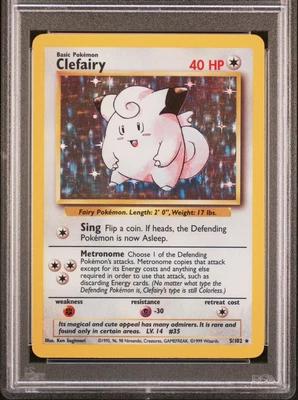 Basic Pokémon
Clefairy
40 HP
Fairy Pokémon. Length: 2' 0", Weight: 17 lbs.
Sing Flip a coin. If heads, the Defending
Pokémon is now Asleep.
Metronome Choose 1 of the Defending
Pokémon's attacks. Metronome copies that attack
except for its Energy costs and anything else
required in order to use that attack, such as
discarding Energy cards. (No matter what type the
Defending Pokémon is, Clefairy's type is still Colorless.)
weakness resistance retreat cost
-30
Its magical and cute appeal has many admirers. It is rare and
found only in certain areas. LV. 14 #35
Illus. Ken Sugimori ©1995, 96, 98 Nintendo, Creatures, GAMEFREAK. ©1999 Wizards. 5/102 ★